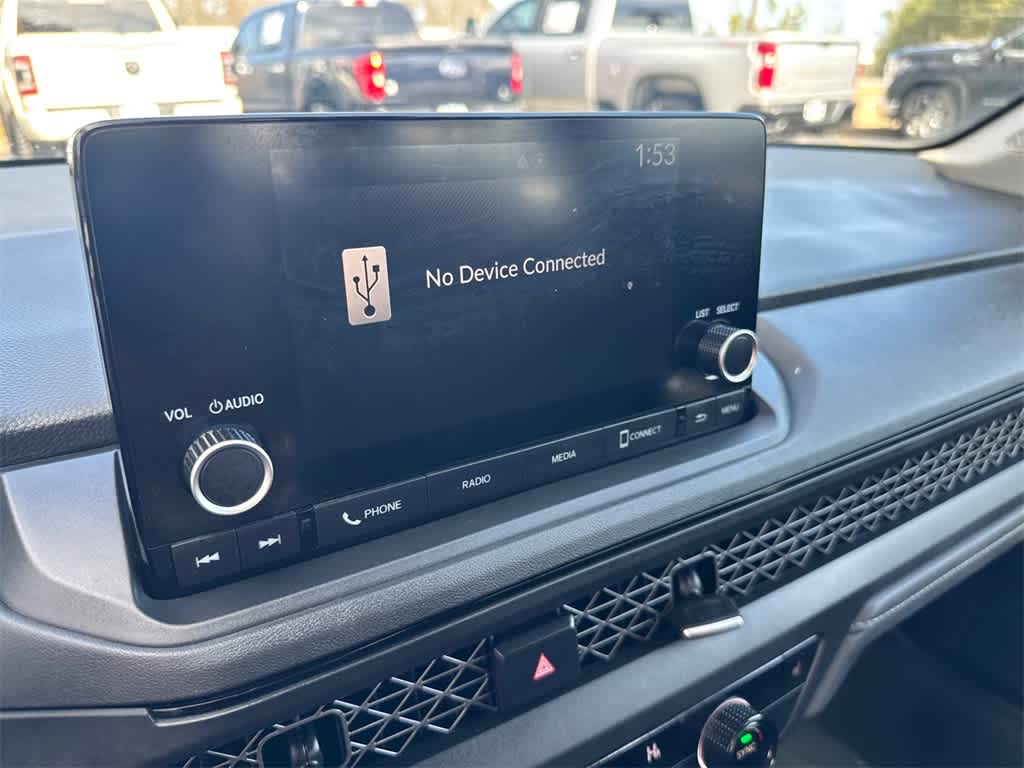 1:53
No Device Connected
LIST SELECT
VOL AUDIO
PHONE
RADIO
MEDIA
CONNECT
MENU
SYNC